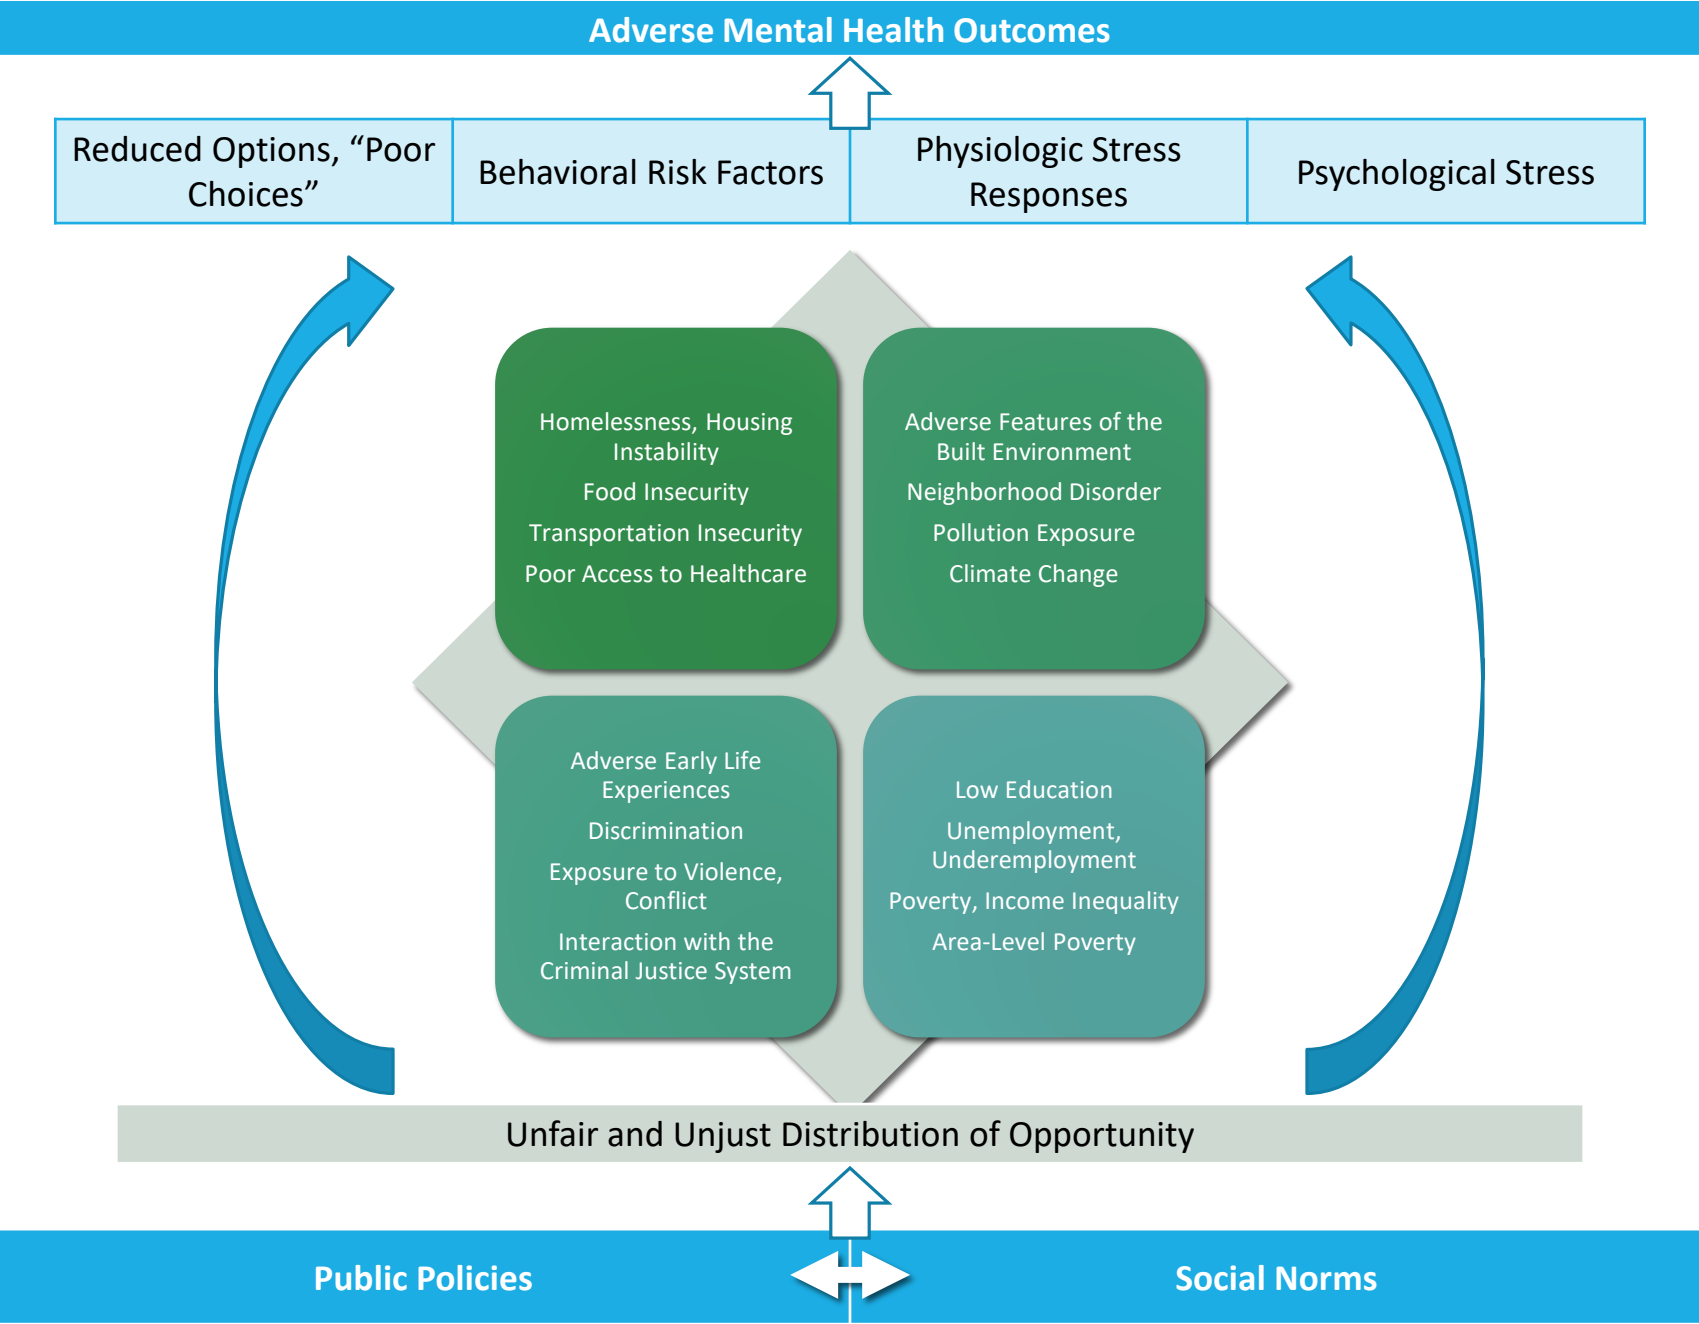 Adverse Mental Health Outcomes
Reduced Options, “Poor
Choices”
Behavioral Risk Factors
Physiologic Stress
Responses
Psychological Stress
Homelessness, Housing
Instability
Food Insecurity
Transportation Insecurity
Poor Access to Healthcare
Adverse Features of the
Built Environment
Neighborhood Disorder
Pollution Exposure
Climate Change
Adverse Early Life
Experiences
Discrimination
Exposure to Violence,
Conflict
Interaction with the
Criminal Justice System
Low Education
Unemployment,
Underemployment
Poverty, Income Inequality
Area-Level Poverty
Unfair and Unjust Distribution of Opportunity
Public Policies
Social Norms